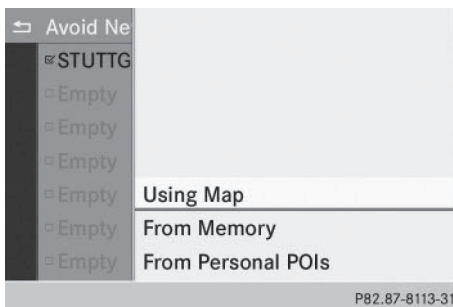 Avoid Ne
STUTTG
Empty
Empty
Empty
Empty
Using Map
Empty
From Memory
Empty
From Personal POIs
P82.87-8113-31